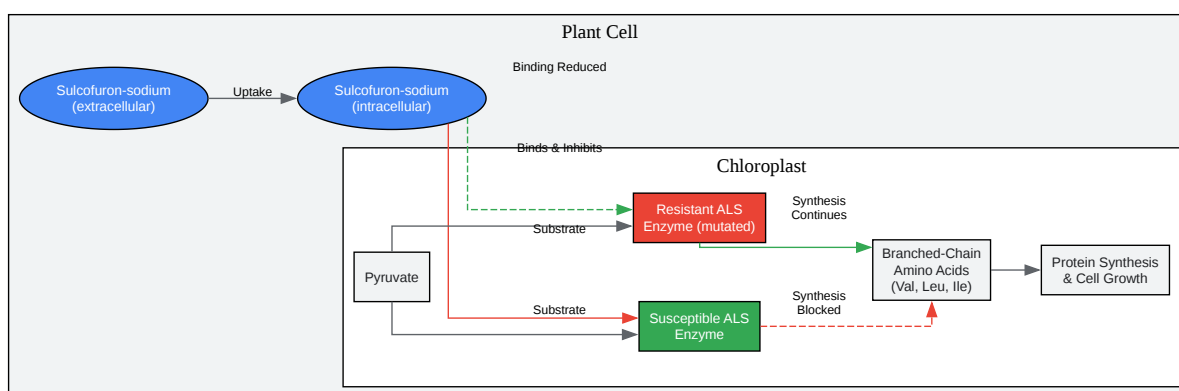 Plant Cell
Binding Reduced
Sulcofuron-sodium
(extracellular)
Uptake
Sulcofuron-sodium
(intracellular)
Binds & Inhibits
Chloroplast
Resistant ALS
Enzyme (mutated)
Synthesis
Continues
Substrate
Pyruvate
Branched-Chain
Amino Acids
(Val, Leu, Ile)
Protein Synthesis
& Cell Growth
Substrate
Susceptible ALS
Enzyme
Synthesis
Blocked